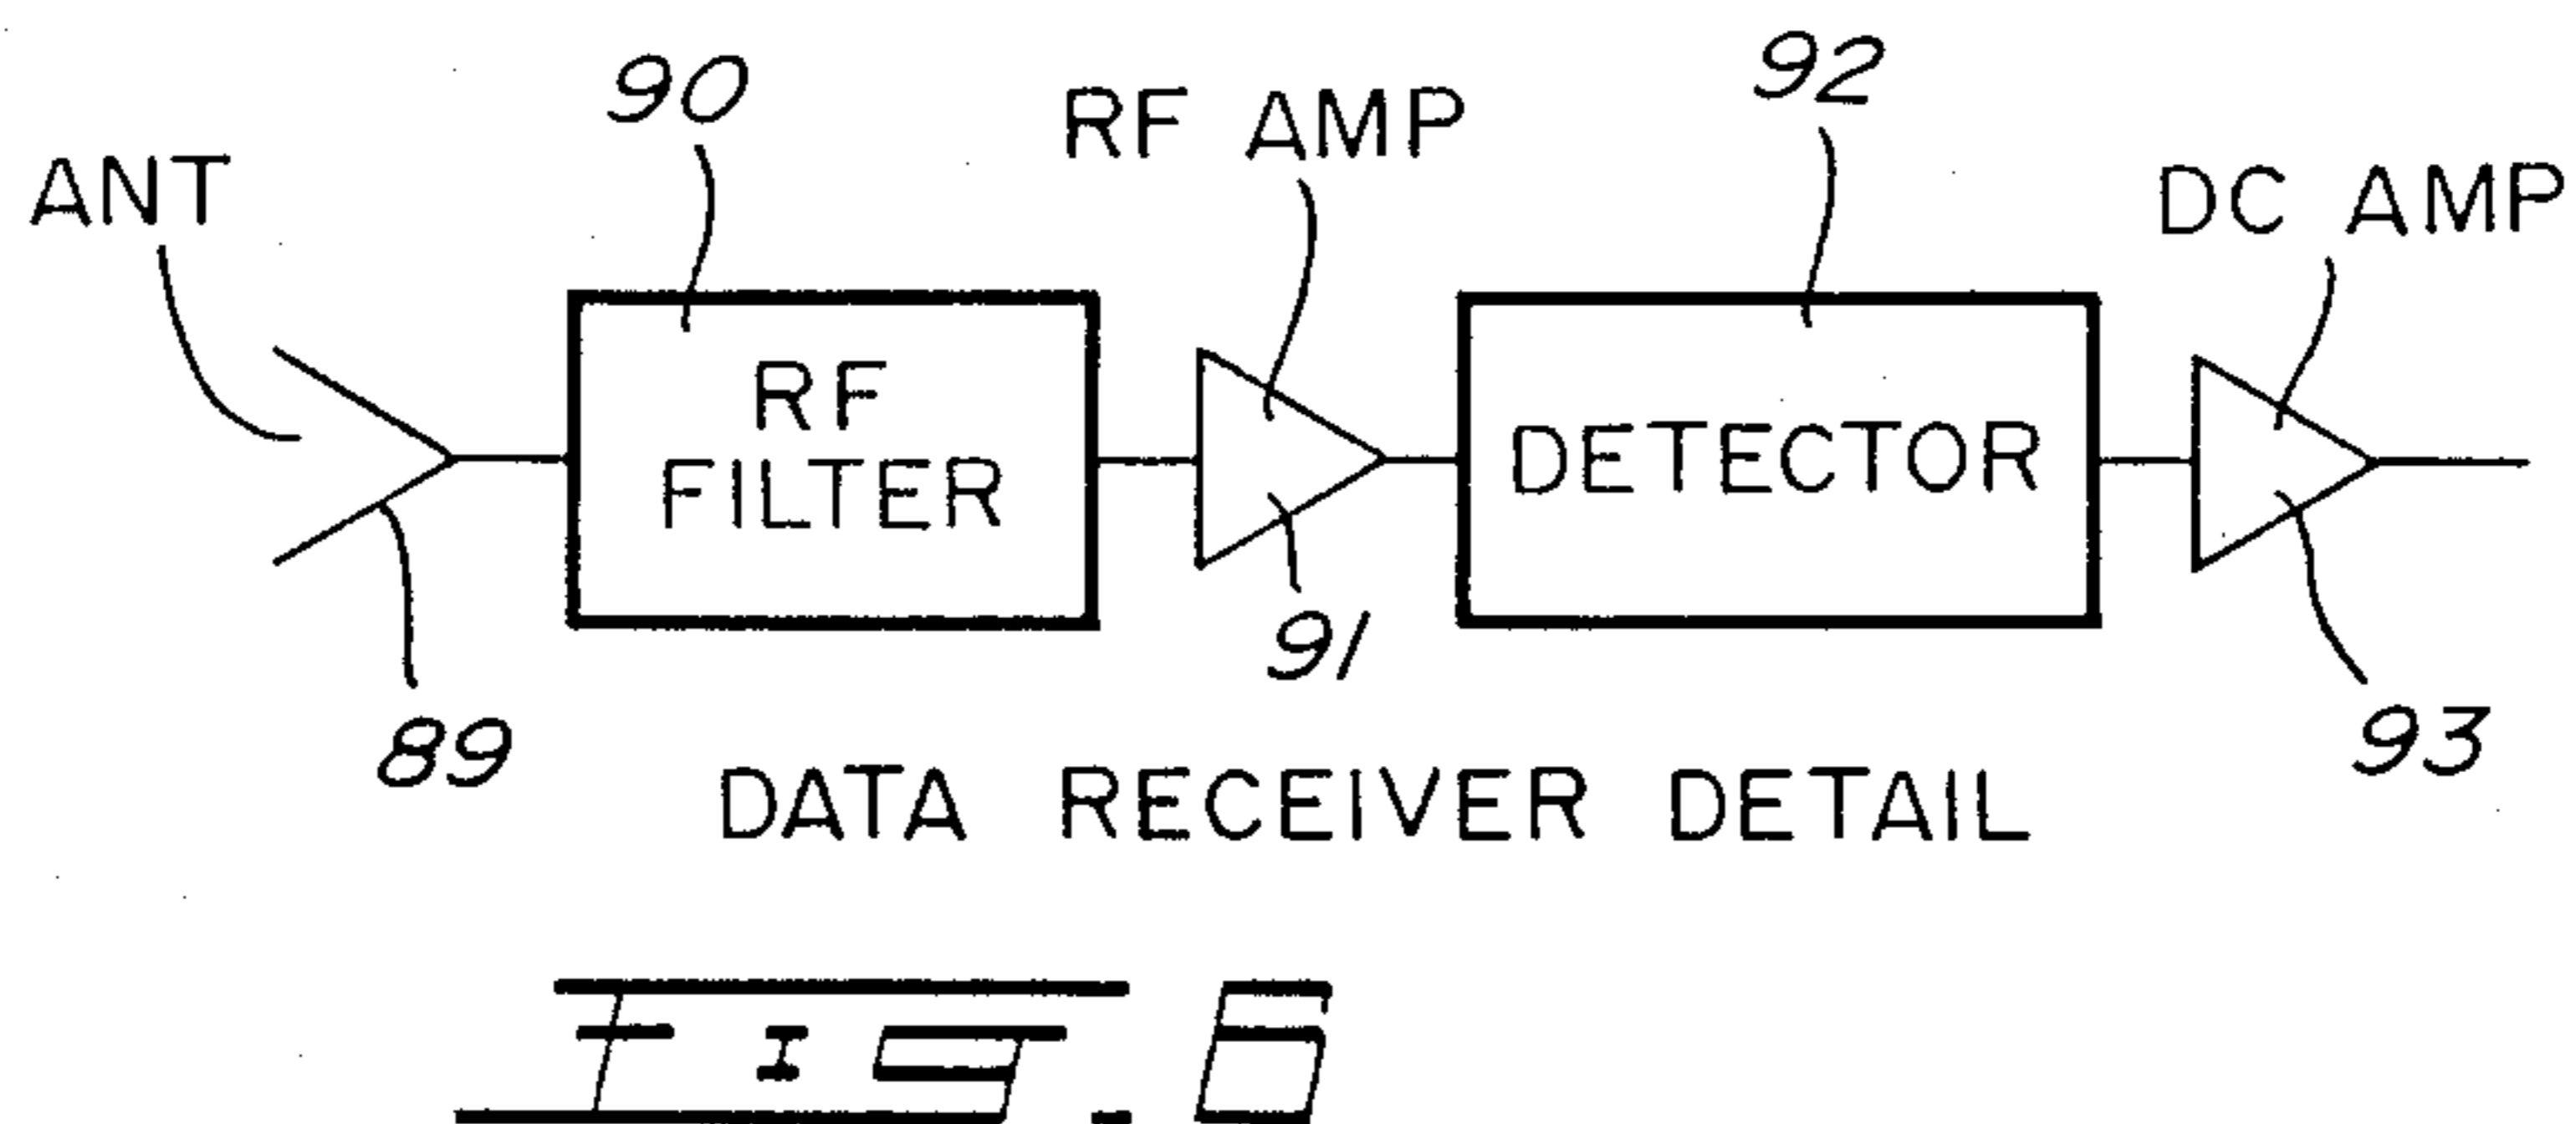 90
92
RF AMP
ANT
DC AMP
RF
FILTER
DETECTOR
91
89
93
DATA RECEIVER DETAIL
FIG. 6